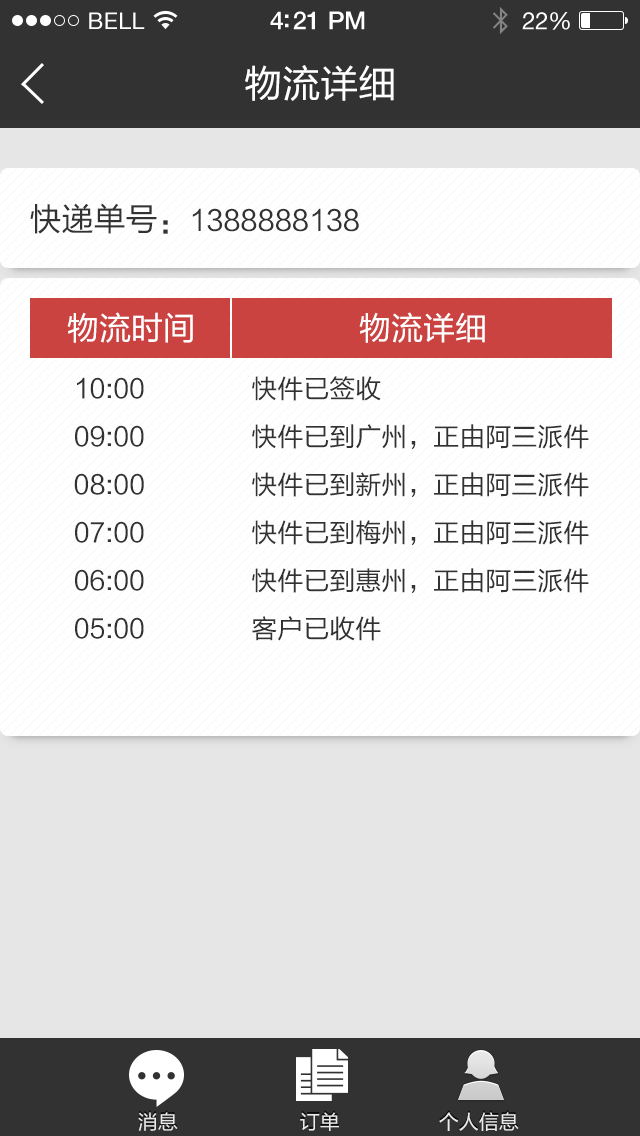 BELL 4:21 PM 22%
物流详细
快递单号：1388888138
物流时间 物流详细
10:00 快件已签收
09:00 快件已到广州，正由阿三派件
08:00 快件已到新州，正由阿三派件
07:00 快件已到梅州，正由阿三派件
06:00 快件已到惠州，正由阿三派件
05:00 客户已收件
消息 订单 个人信息